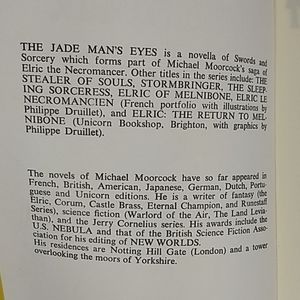 THE JADE MAN'S EYES is a novella of Swords and
Sorcery which forms part of Michael Moorcock's saga of
Elric the Necromancer. Other titles in the series include: THE
STEALER OF SOULS, STORMBRINGER, THE SLEEP-
ING SORCERESS, ELRIC OF MELNIBONE, ELRIC LE
NECROMANCIEN (French portfolio with illustrations by
Philippe Druillet), and ELRIC: THE RETURN TO MEL-
NIBONE (Unicorn Bookshop, Brighton, with graphics by
Philippe Druillet).
The novels of Michael Moorcock have so far appeared in
French, British, American, Japanese, German, Dutch, Portu-
guese and Unicorn editions. He is a writer of fantasy (the
Elric, Corum, Castle Brass, Eternal Champion, and Runestaff
Series), science fiction (Warlord of the Air, The Land Levia-
than), and the Jerry Cornelius series. His awards include the
U.S. NEBULA and that of the British Science Fiction Asso-
ciation for his editing of NEW WORLDS.
His residences are Notting Hill Gate (London) and a tower
overlooking the moors of Yorkshire.